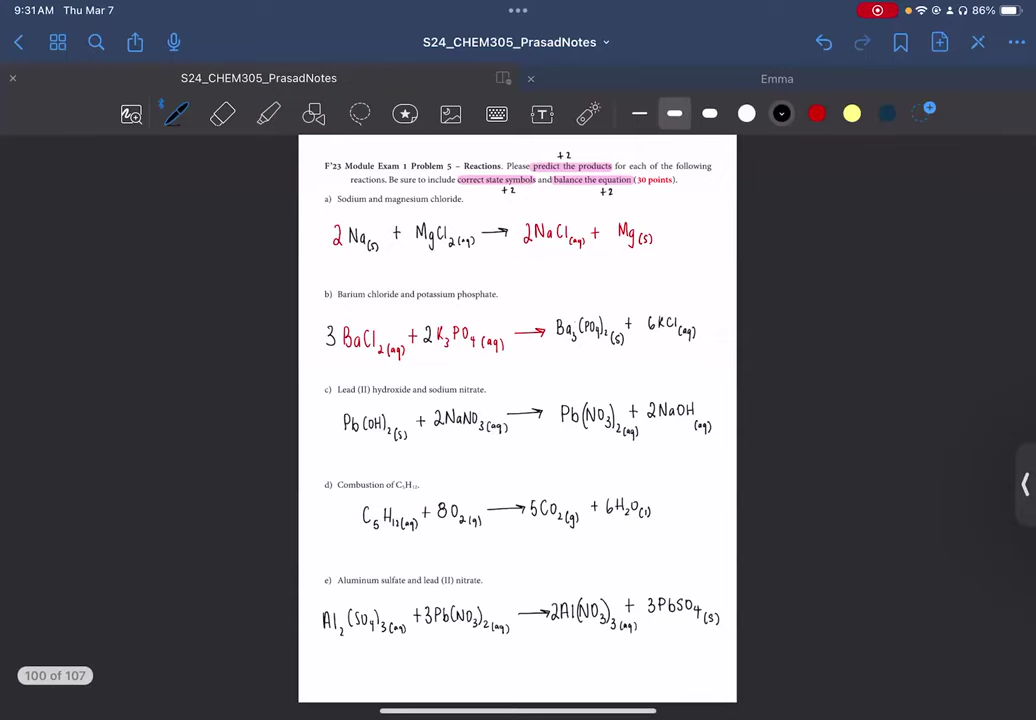 9:31AM Thu Mar 7
86%
S24_CHEM305_PrasadNotes
S24_CHEM305_PrasadNotes
Emma
+2
F'23 Module Exam 1 Problem 5 – Reactions. Please predict the products for each of the following
reactions. Be sure to include correct state symbols and balance the equation (30 points).
+2 +2
a) Sodium and magnesium chloride.
2 Na(s) + MgCl2(aq) → 2NaCl(aq) + Mg(s)
b) Barium chloride and potassium phosphate.
3 BaCl2(aq) + 2 K3PO4(aq) → Ba3(PO4)2(s) + 6KCl(aq)
c) Lead (II) hydroxide and sodium nitrate.
Pb(OH)2(s) + 2NaNO3(aq) → Pb(NO3)2(aq) + 2NaOH(aq)
d) Combustion of C5H12.
C5H12(aq) + 8O2(g) → 5CO2(g) + 6H2O(l)
e) Aluminum sulfate and lead (II) nitrate.
Al2(SO4)3(aq) + 3Pb(NO3)2(aq) → 2Al(NO3)3(aq) + 3PbSO4(s)
100 of 107